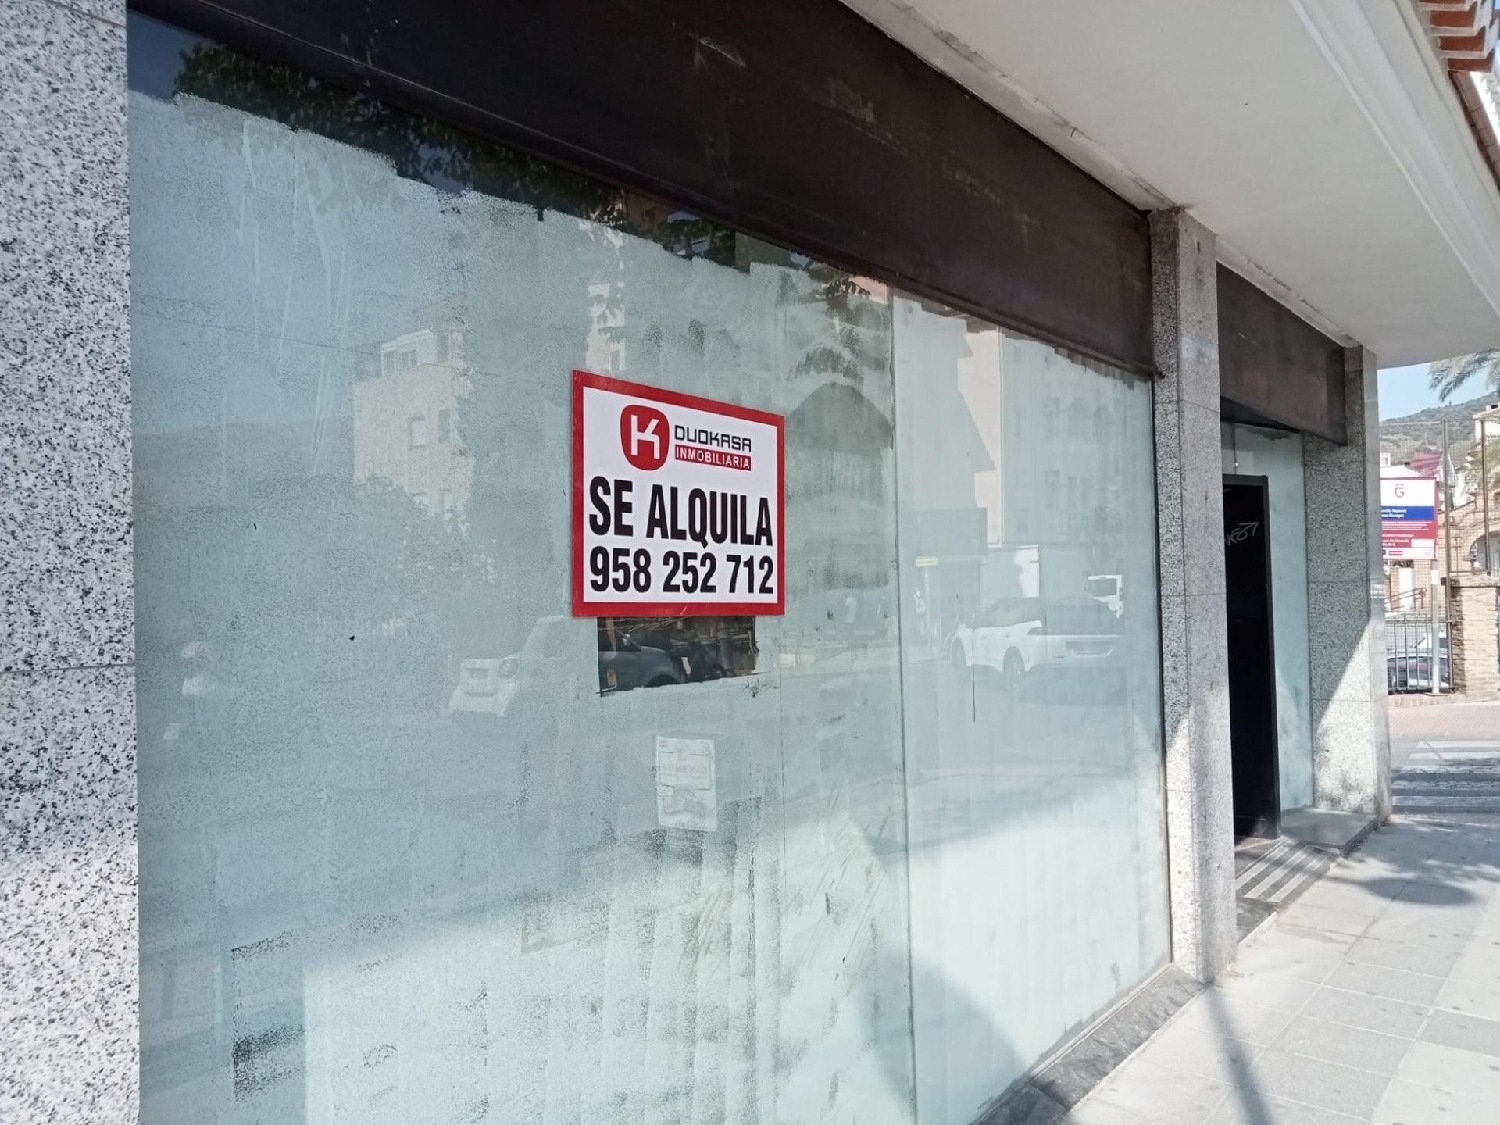 K
DUOKASA
INMOBILIARIA
SE ALQUILA
958 252 712